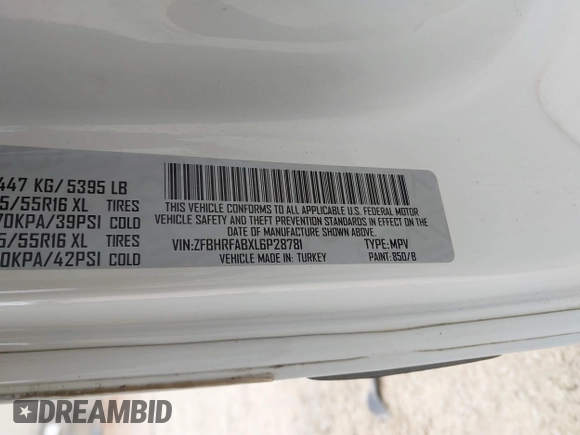 447 KG/ 5395 LB
5/55R16 XL TIRES
70KPA/39PSI COLD
5/55R16 XL TIRES
0KPA/42PSI COLD
THIS VEHICLE CONFORMS TO ALL APPLICABLE U.S. FEDERAL MOTOR
VEHICLE SAFETY, BUMPER, AND THEFT PREVENTION STANDARDS IN
EFFECT ON THE DATE OF MANUFACTURE SHOWN ABOVE.
VIN:ZFBHRFABXL6P28781 TYPE: MPV
VEHICLE MADE IN: TURKEY PAINT: 850/B
DREAMBID